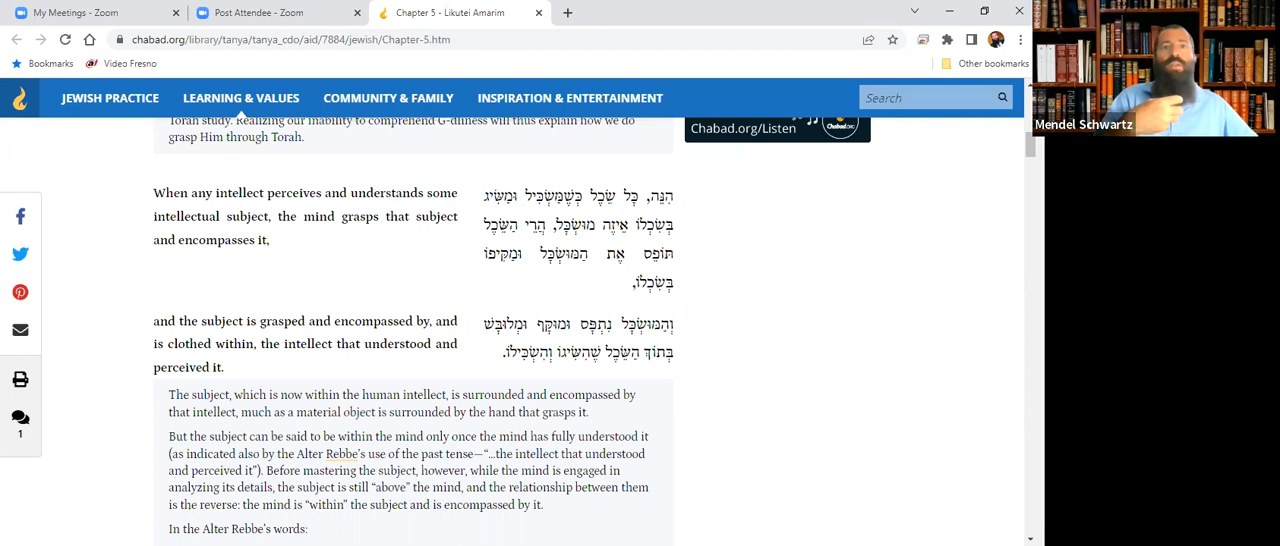 My Meetings - Zoom
Post Attendee - Zoom
Chapter 5 - Likutei Amarim
chabad.org/library/tanya/tanya_cdo/aid/7884/jewish/Chapter-5.htm
Bookmarks
Video Fresno
Other bookmarks
JEWISH PRACTICE
LEARNING & VALUES
COMMUNITY & FAMILY
INSPIRATION & ENTERTAINMENT
Search
Mendel Schwartz
Torah study. Realizing our inability to comprehend G-dliness will thus explain how we do
grasp Him through Torah.
Chabad.org/Listen
When any intellect perceives and understands some
intellectual subject, the mind grasps that subject
and encompasses it,
הִנֵּה, כָּל שֵׂכֶל כְּשֶׁמַּשְׂכִּיל וּמַשִּׂיג
בְּשִׂכְלוֹ אֵיזֶה מוּשְׂכָּל, הֲרֵי הַשֵּׂכֶל
תּוֹפֵס אֶת הַמּוּשְׂכָּל וּמַקִּיפוֹ
בְּשִׂכְלוֹ,
and the subject is grasped and encompassed by, and
is clothed within, the intellect that understood and
perceived it.
וְהַמּוּשְׂכָּל נִתְפָּס וּמוּקָּף וּמְלוּבָּשׁ
בְּתוֹךְ הַשֵּׂכֶל שֶׁהִשִּׂיגוֹ וְהִשְׂכִּילוֹ.
The subject, which is now within the human intellect, is surrounded and encompassed by
that intellect, much as a material object is surrounded by the hand that grasps it.
But the subject can be said to be within the mind only once the mind has fully understood it
(as indicated also by the Alter Rebbe's use of the past tense—“...the intellect that understood
and perceived it”). Before mastering the subject, however, while the mind is engaged in
analyzing its details, the subject is still “above” the mind, and the relationship between them
is the reverse: the mind is “within” the subject and is encompassed by it.
In the Alter Rebbe's words:
1